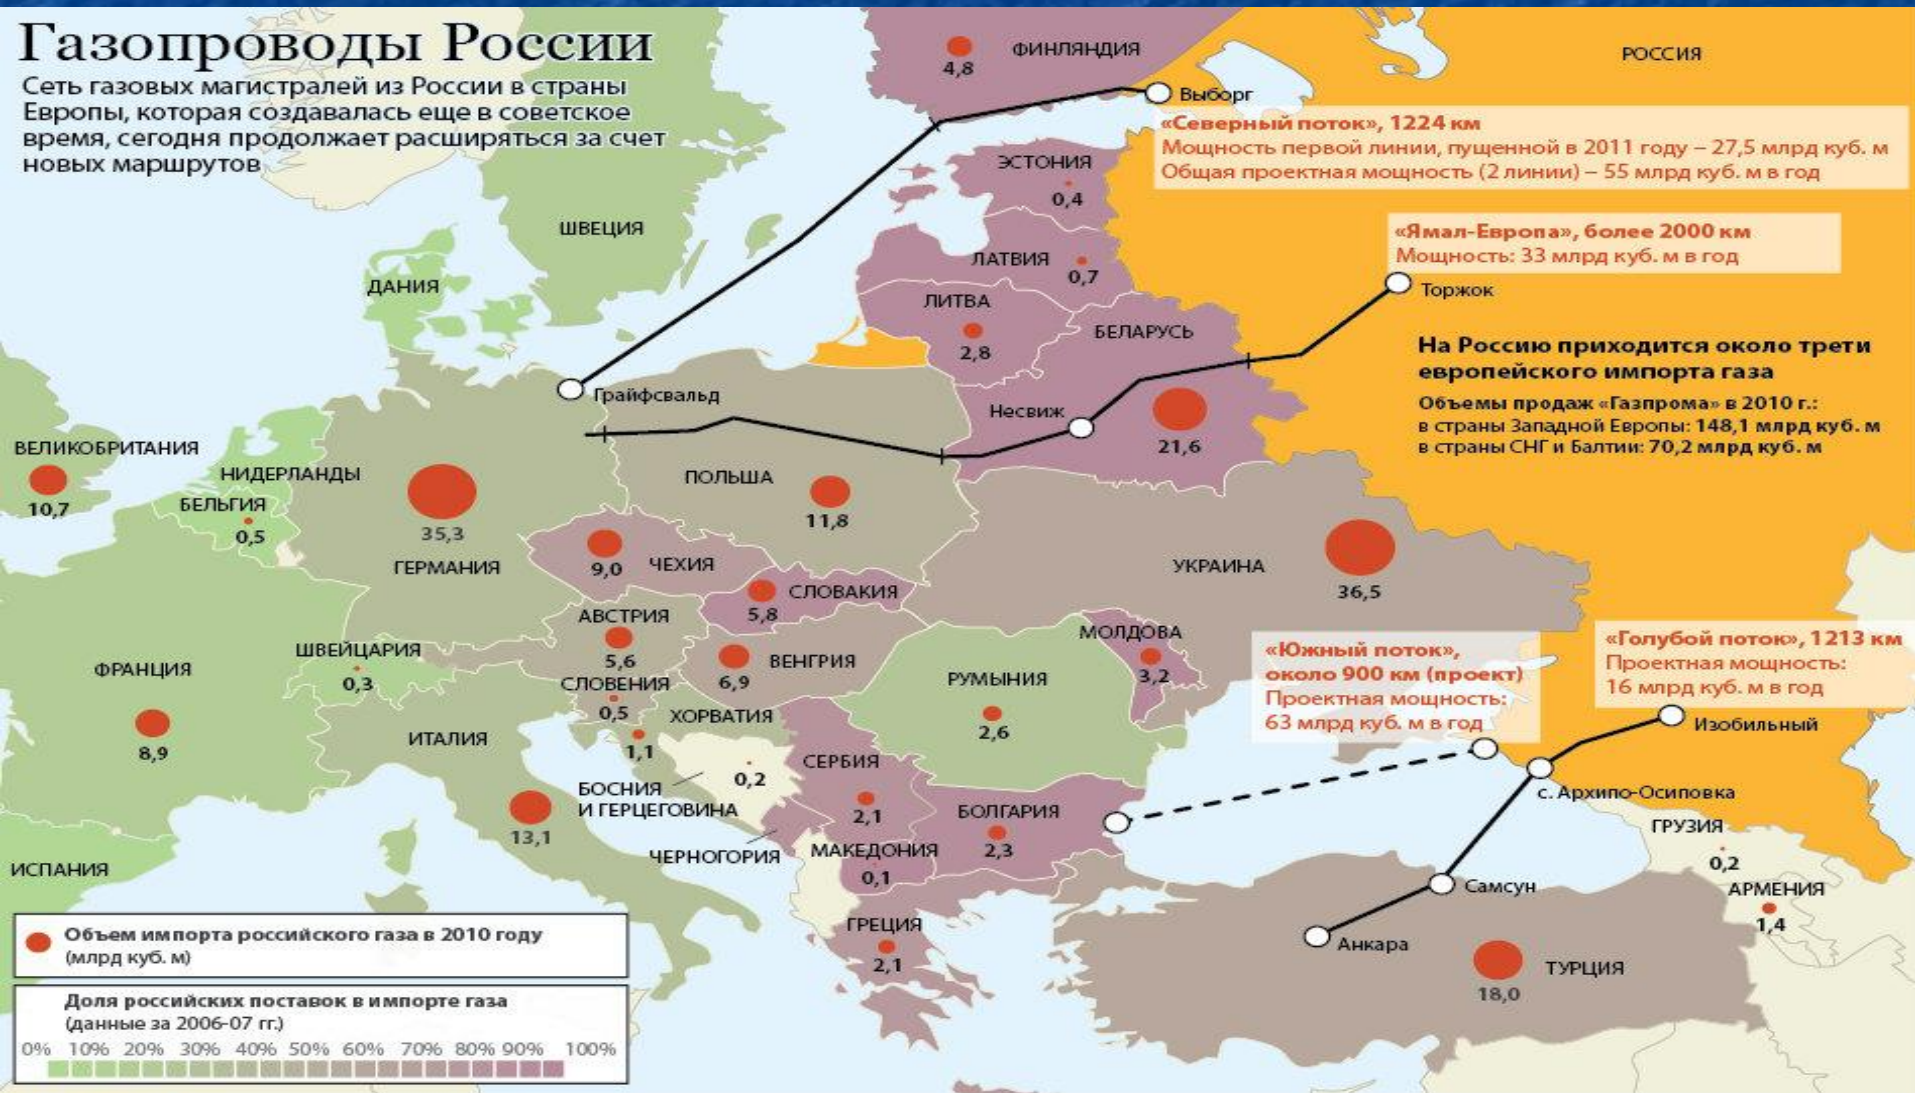 Газопроводы России
Сеть газовых магистралей из России в страны
Европы, которая создавалась еще в советское
время, сегодня продолжает расширяться за счет
новых маршрутов
ФИНЛЯНДИЯ
4,8
РОССИЯ
Выборг
«Северный поток», 1224 км
Мощность первой линии, пущенной в 2011 году – 27,5 млрд куб. м
Общая проектная мощность (2 линии) – 55 млрд куб. м в год
ЭСТОНИЯ
0,4
ШВЕЦИЯ
«Ямал-Европа», более 2000 км
Мощность: 33 млрд куб. м в год
Торжок
ЛАТВИЯ
0,7
ДАНИЯ
ЛИТВА
2,8
БЕЛАРУСЬ
21,6
Несвиж
На Россию приходится около трети
европейского импорта газа
Объемы продаж «Газпрома» в 2010 г.:
в страны Западной Европы: 148,1 млрд куб. м
в страны СНГ и Балтии: 70,2 млрд куб. м
Грайфсвальд
ВЕЛИКОБРИТАНИЯ
10,7
НИДЕРЛАНДЫ
БЕЛЬГИЯ
0,5
35,3
ГЕРМАНИЯ
ПОЛЬША
11,8
9,0
ЧЕХИЯ
СЛОВАКИЯ
5,8
УКРАИНА
36,5
АВСТРИЯ
5,6
ШВЕЙЦАРИЯ
0,3
ФРАНЦИЯ
8,9
ВЕНГРИЯ
6,9
СЛОВЕНИЯ
0,5
МОЛДОВА
3,2
РУМЫНИЯ
2,6
«Южный поток»,
около 900 км (проект)
Проектная мощность:
63 млрд куб. м в год
«Голубой поток», 1213 км
Проектная мощность:
16 млрд куб. м в год
Изобильный
ХОРВАТИЯ
1,1
ИТАЛИЯ
13,1
СЕРБИЯ
2,1
БОСНИЯ
И ГЕРЦЕГОВИНА
0,2
с. Архипо-Осиповка
БОЛГАРИЯ
2,3
ЧЕРНОГОРИЯ
МАКЕДОНИЯ
0,1
ГРУЗИЯ
0,2
ИСПАНИЯ
Самсун
АРМЕНИЯ
1,4
ГРЕЦИЯ
2,1
Анкара
ТУРЦИЯ
18,0
Объем импорта российского газа в 2010 году
(млрд куб. м)
Доля российских поставок в импорте газа
(данные за 2006-07 гг.)
0% 10% 20% 30% 40% 50% 60% 70% 80% 90% 100%